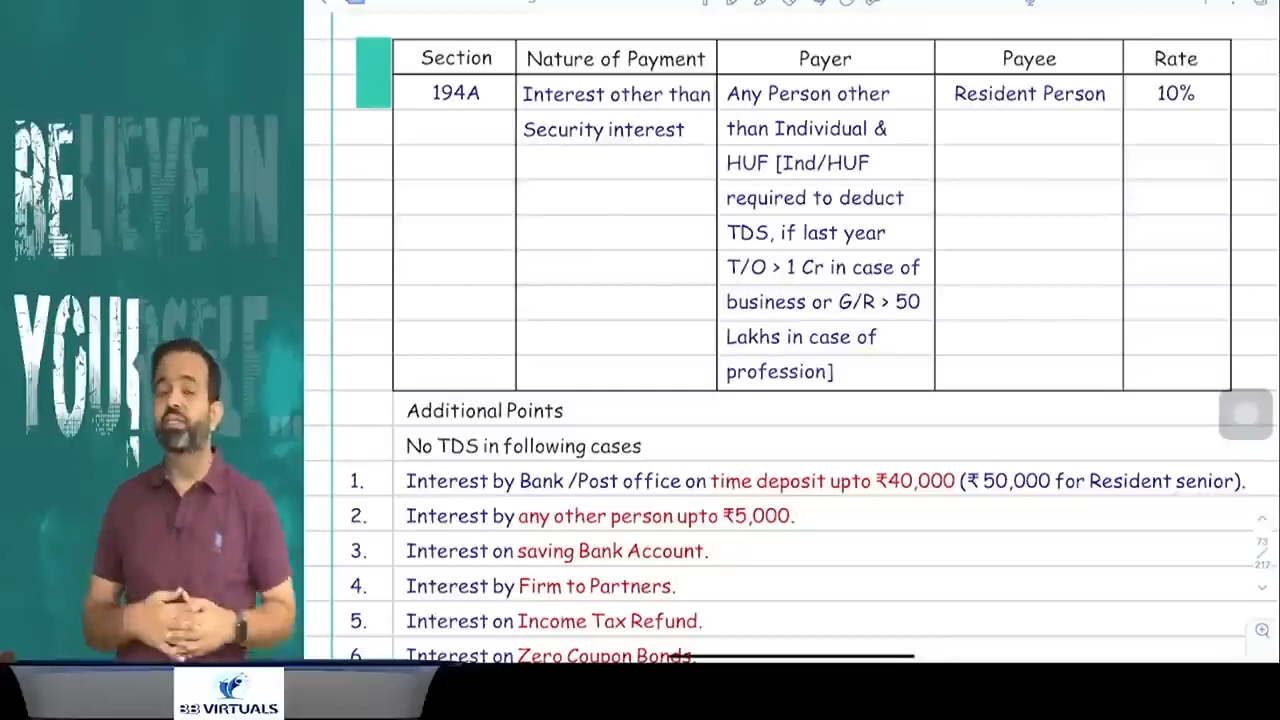 BELIEVE IN
YOURSELF
Section Nature of Payment Payer Payee Rate
194A Interest other than Any Person other Resident Person 10%
Security interest than Individual &
HUF [Ind/HUF
required to deduct
TDS, if last year
T/O > 1 Cr in case of
business or G/R > 50
Lakhs in case of
profession]
Additional Points
No TDS in following cases
1. Interest by Bank /Post office on time deposit upto ₹40,000 (₹ 50,000 for Resident senior).
2. Interest by any other person upto ₹5,000.
3. Interest on saving Bank Account.
4. Interest by Firm to Partners.
5. Interest on Income Tax Refund.
6. Interest on Zero Coupon Bonds.
73
/
217
BB VIRTUALS